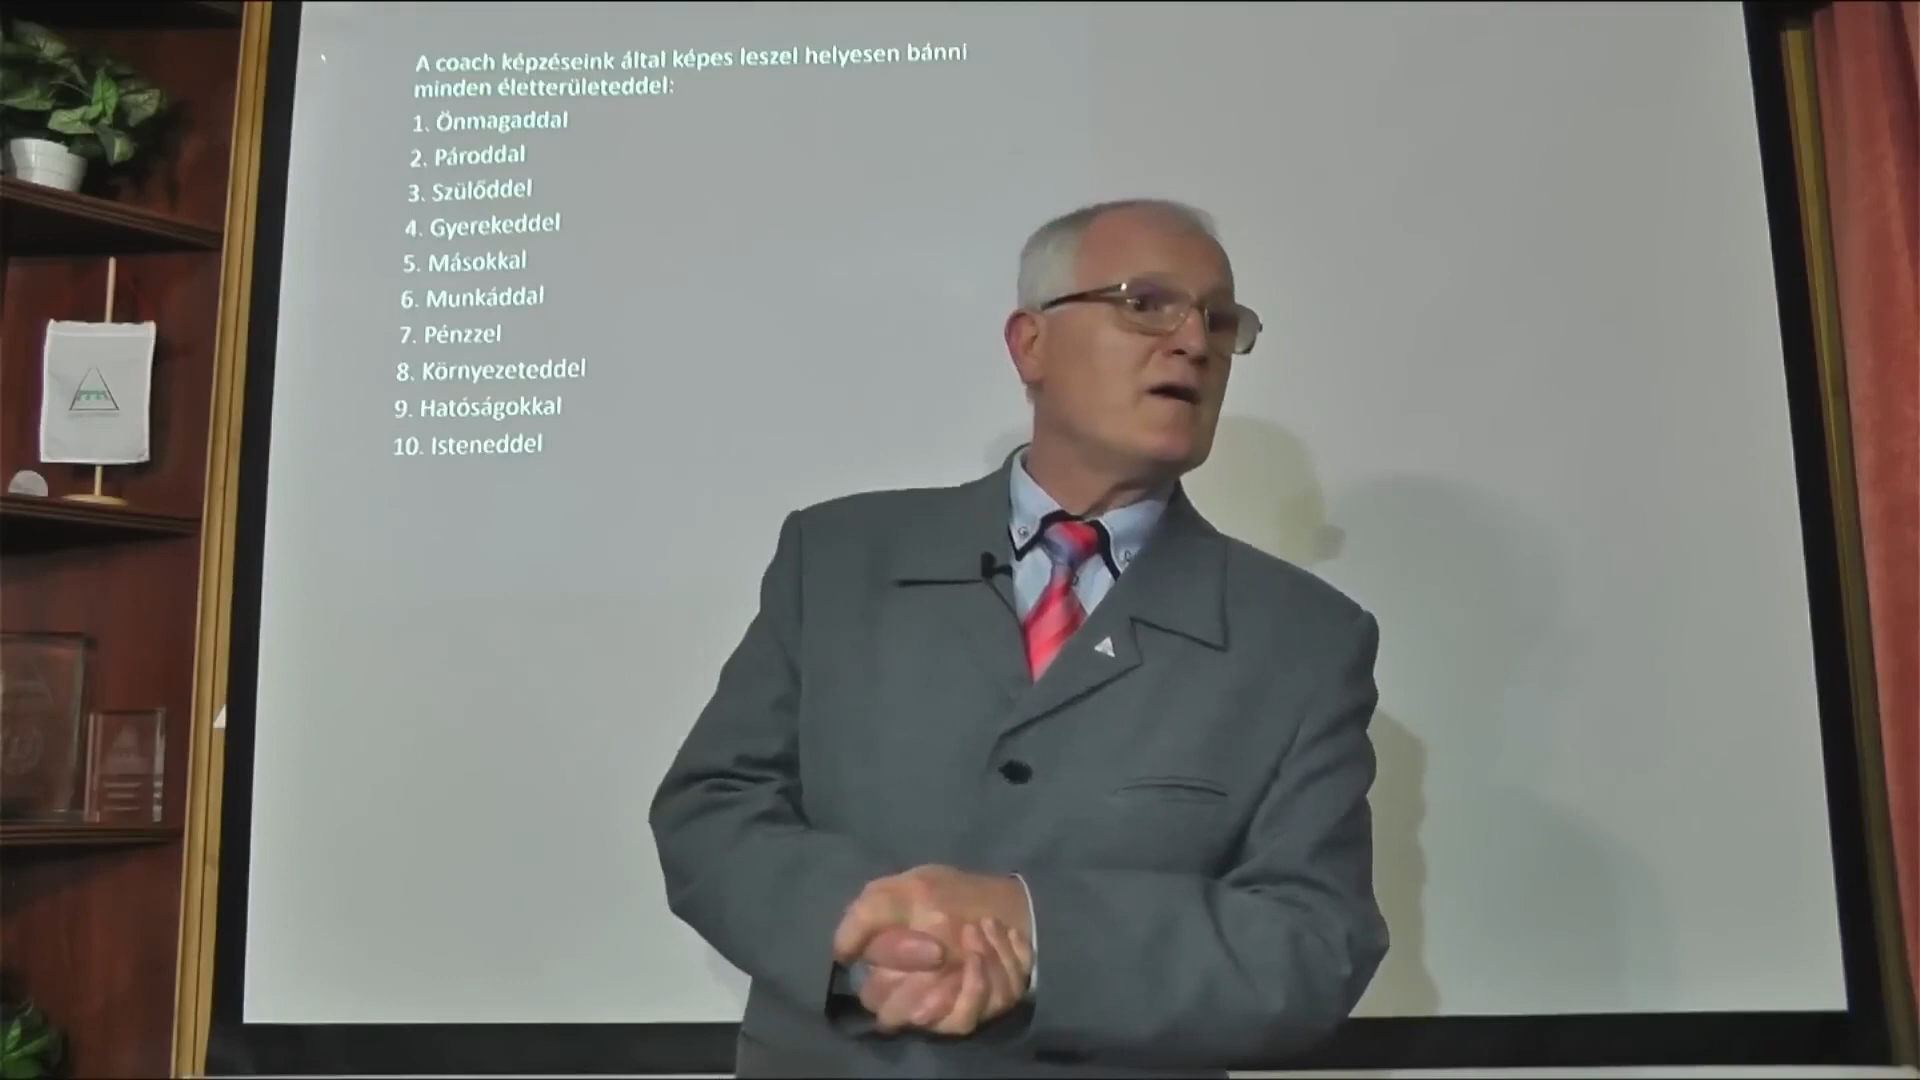 A coach képzéseink által képes leszel helyesen bánni
minden életterületeddel:
1. Önmagaddal
2. Pároddal
3. Szülőddel
4. Gyerekeddel
5. Másokkal
6. Munkáddal
7. Pénzzel
8. Környezeteddel
9. Hatóságokkal
10. Isteneddel